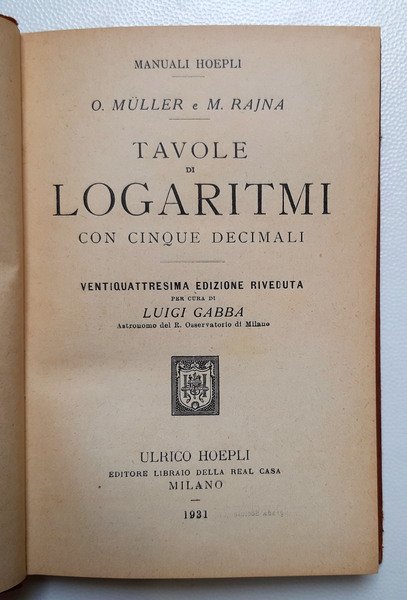 MANUALI HOEPLI
O. MÜLLER e M. RAJNA
TAVOLE
DI
LOGARITMI
CON CINQUE DECIMALI
VENTIQUATTRESIMA EDIZIONE RIVEDUTA
PER CURA DI
LUIGI GABBA
Astronomo del R. Osservatorio di Milano
ULRICO HOEPLI
EDITORE LIBRAIO DELLA REAL CASA
MILANO
1931